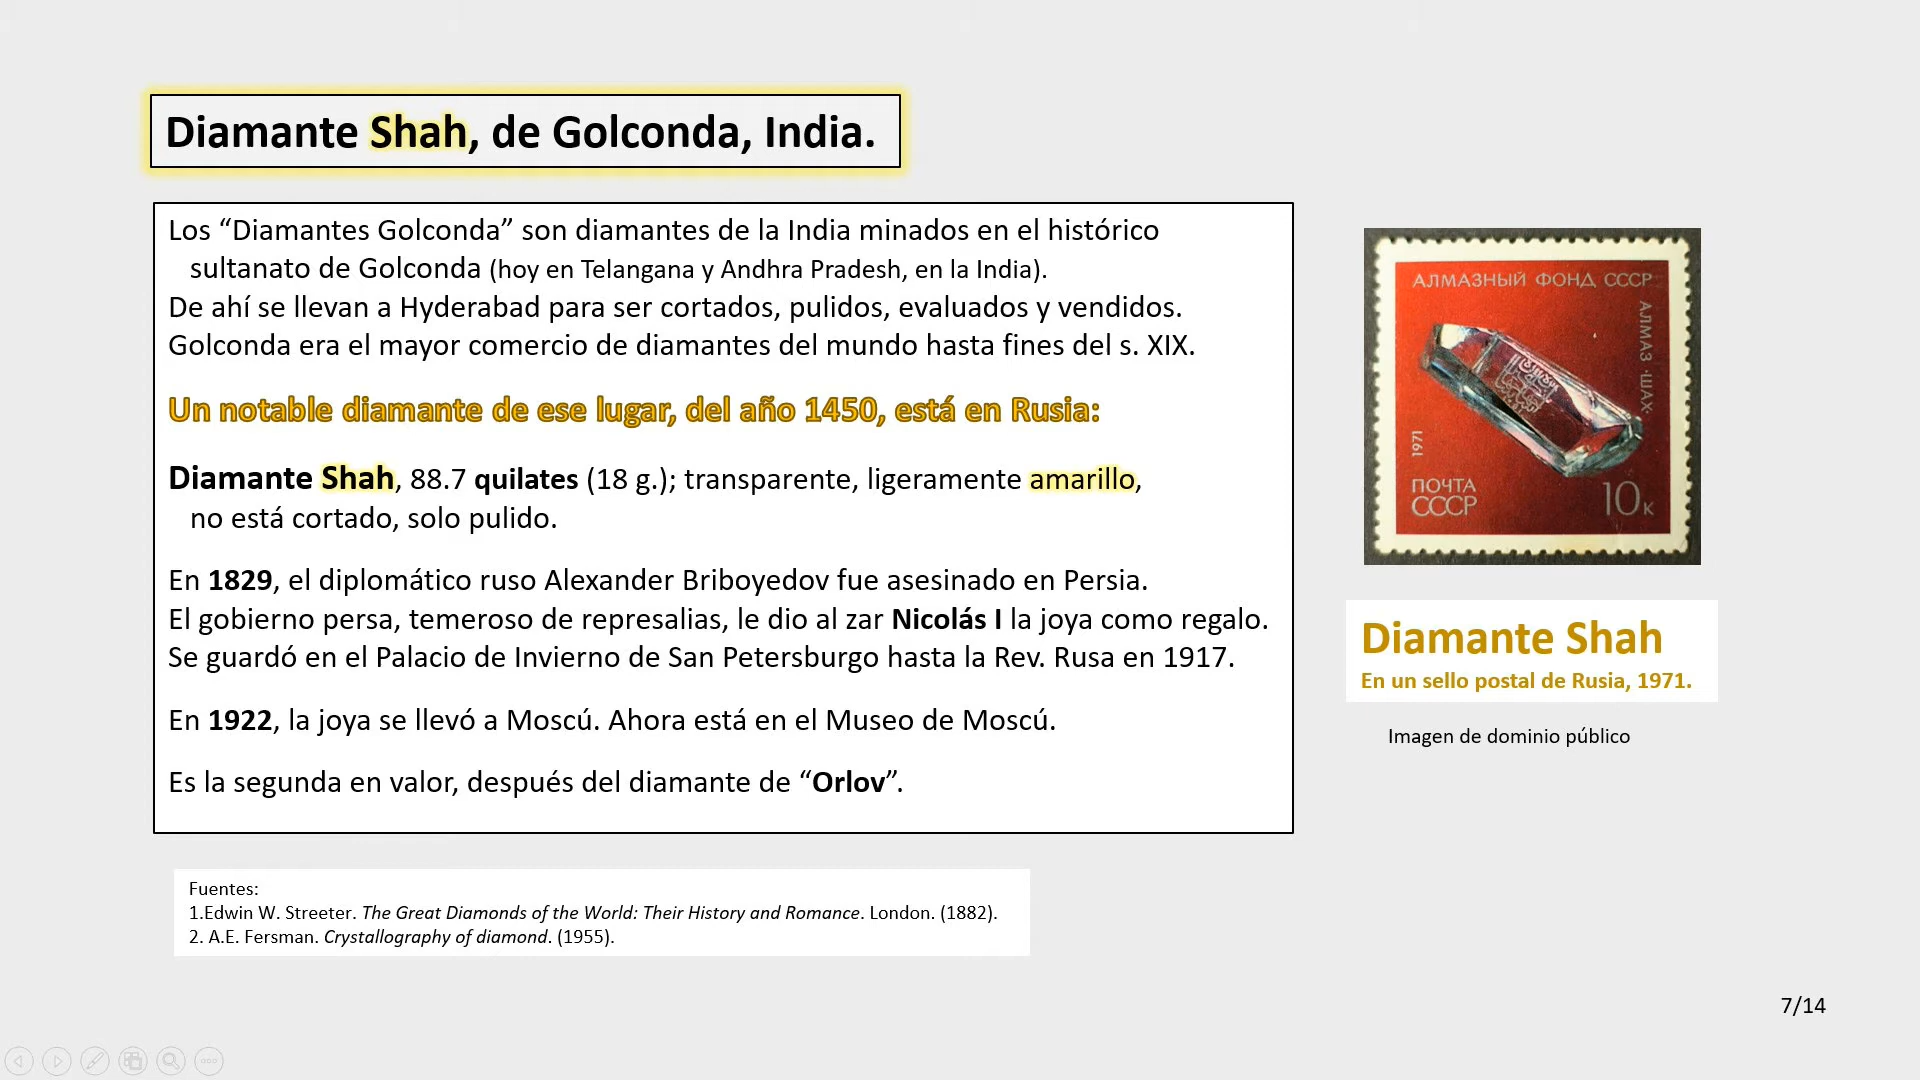 Diamante Shah, de Golconda, India.
Los “Diamantes Golconda” son diamantes de la India minados en el histórico
sultanato de Golconda (hoy en Telangana y Andhra Pradesh, en la India).
De ahí se llevan a Hyderabad para ser cortados, pulidos, evaluados y vendidos.
Golconda era el mayor comercio de diamantes del mundo hasta fines del s. XIX.
Un notable diamante de ese lugar, del año 1450, está en Rusia:
Diamante Shah, 88.7 quilates (18 g.); transparente, ligeramente amarillo,
no está cortado, solo pulido.
En 1829, el diplomático ruso Alexander Briboyedov fue asesinado en Persia.
El gobierno persa, temeroso de represalias, le dio al zar Nicolás I la joya como regalo.
Se guardó en el Palacio de Invierno de San Petersburgo hasta la Rev. Rusa en 1917.
En 1922, la joya se llevó a Moscú. Ahora está en el Museo de Moscú.
Es la segunda en valor, después del diamante de “Orlov”.
АЛМАЗНЫЙ ФОНД СССР
АЛМАЗ "ШАХ"
1971
ПОЧТА
СССР
10к
Diamante Shah
En un sello postal de Rusia, 1971.
Imagen de dominio público
Fuentes:
1.Edwin W. Streeter. The Great Diamonds of the World: Their History and Romance. London. (1882).
2. A.E. Fersman. Crystallography of diamond. (1955).
7/14